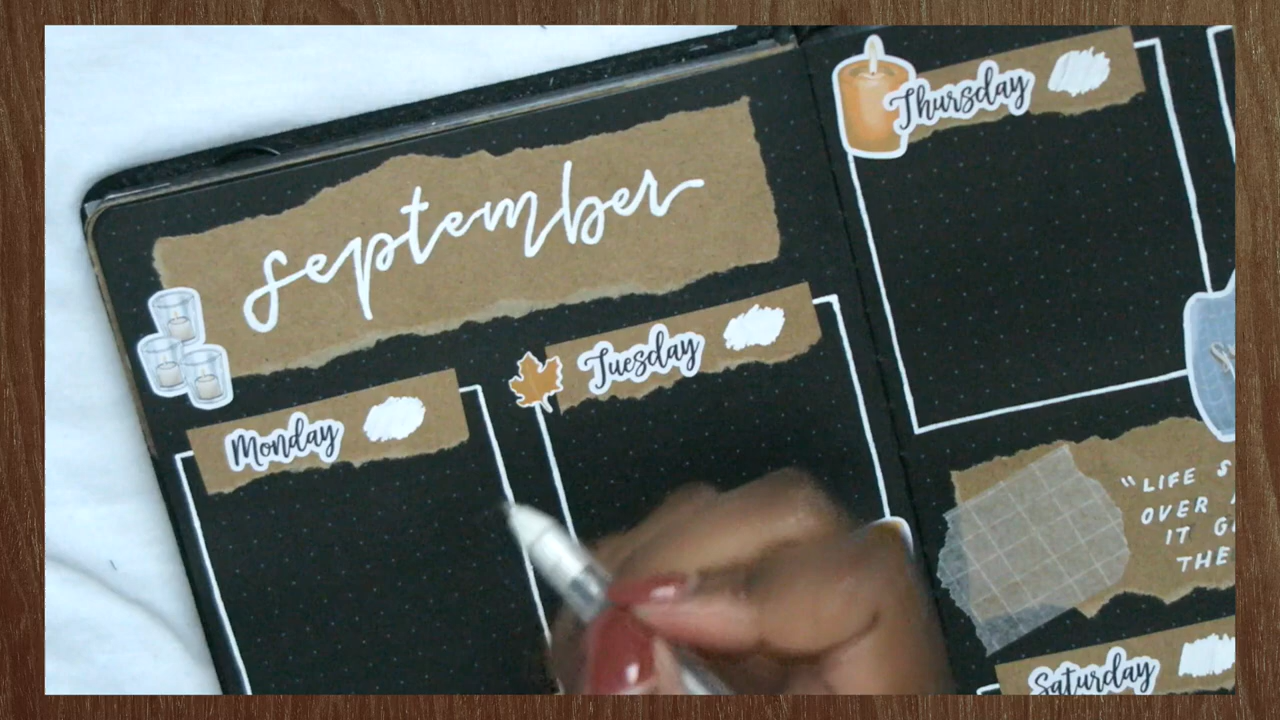 september
Monday
Tuesday
Thursday
"LIFE S
OVER
IT G
THE
Saturday